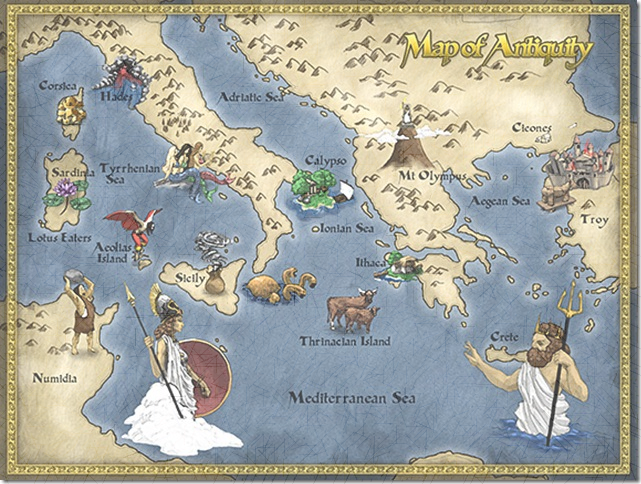 Map of Antiquity
Corsica
Hades
Adriatic Sea
Cicones
Calypso
Sardinia
Tyrrhenian
Sea
Mt Olympus
Aegean Sea
Troy
Lotus Eaters
Aeolias
Island
Ionian Sea
Ithaca
Sicily
Thrinacian Island
Crete
Numidia
Mediterranean Sea